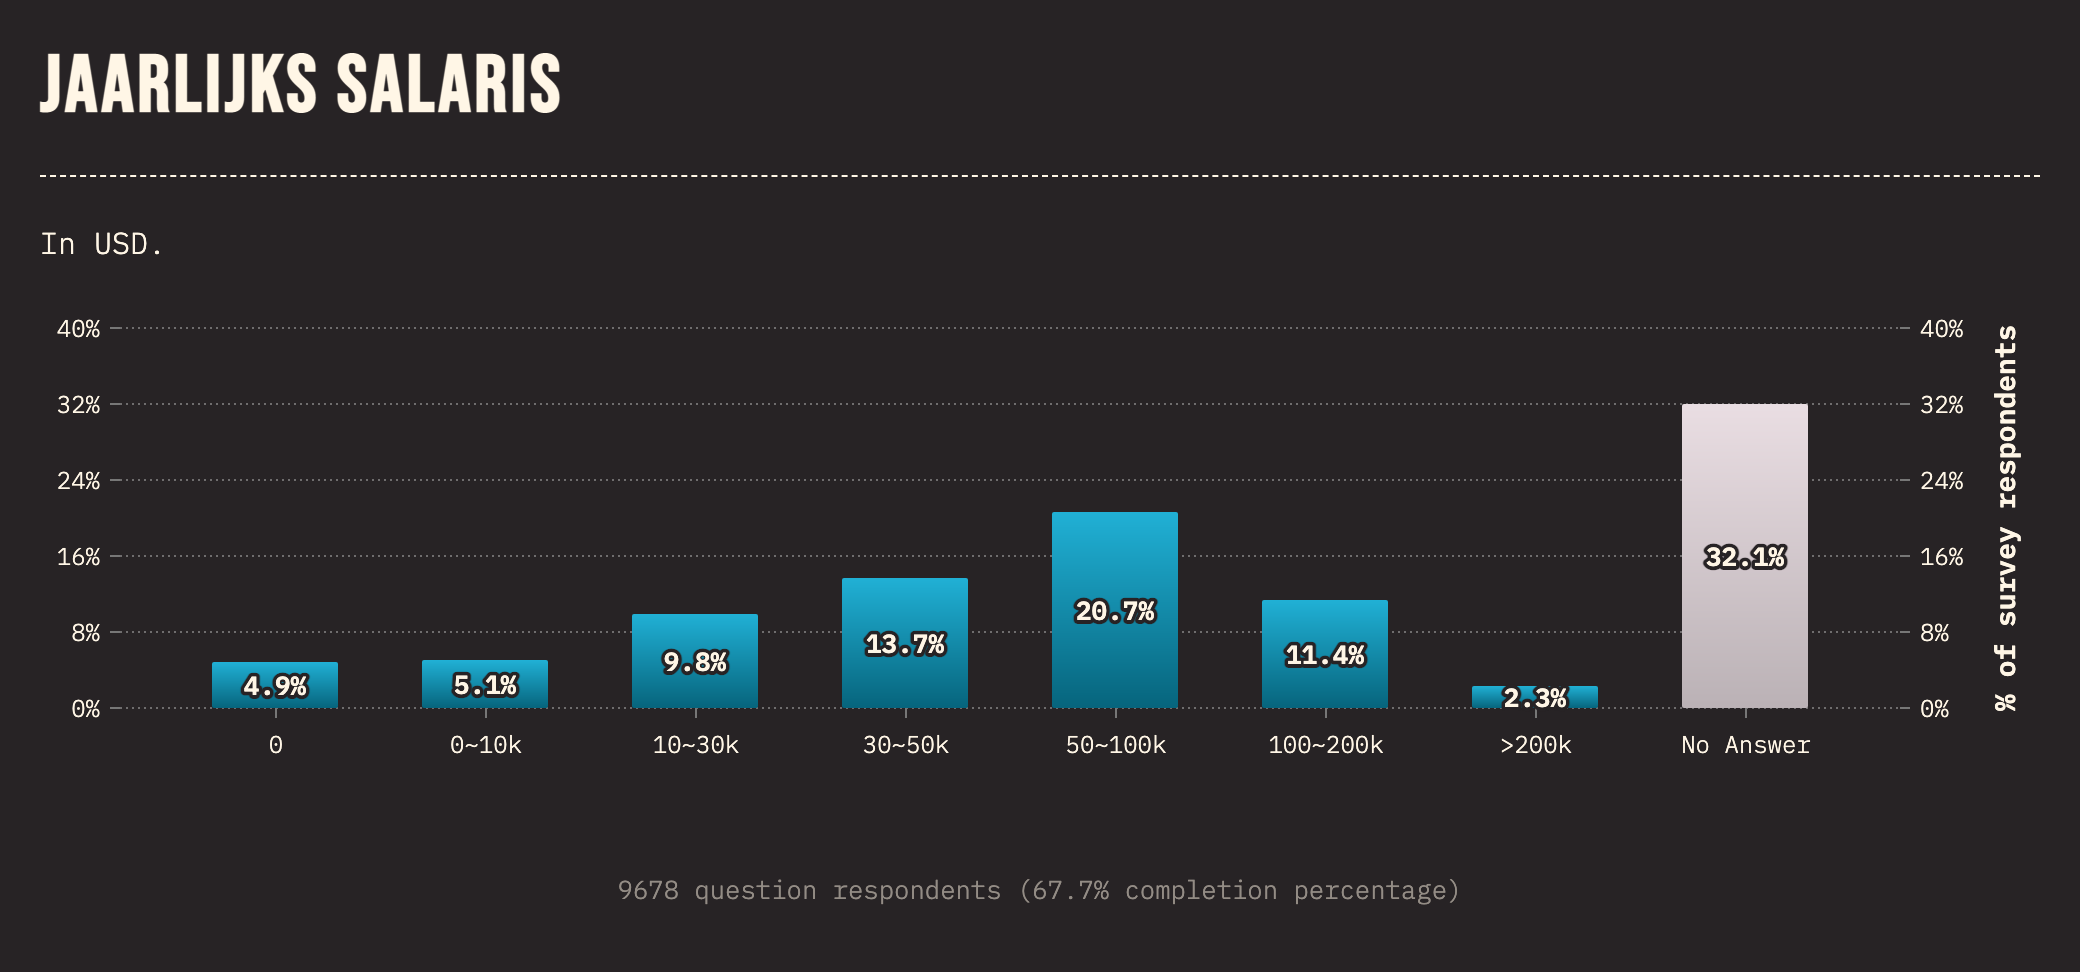 JAARLIJKS SALARIS
In USD.
40%
32%
24%
16%
8%
0%
40%
32%
24%
16%
8%
0%
% of survey respondents
4.9%
5.1%
9.8%
13.7%
20.7%
11.4%
2.3%
32.1%
0
0~10k
10~30k
30~50k
50~100k
100~200k
>200k
No Answer
9678 question respondents (67.7% completion percentage)